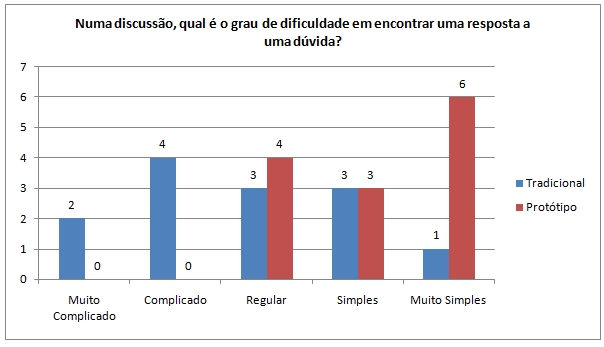 Numa discussão, qual é o grau de dificuldade em encontrar uma resposta a
uma dúvida?
7
6
5
4
3
2
1
0
2
0
4
0
3
4
3
3
1
6
Muito
Complicado
Complicado
Regular
Simples
Muito Simples
Tradicional
Protótipo